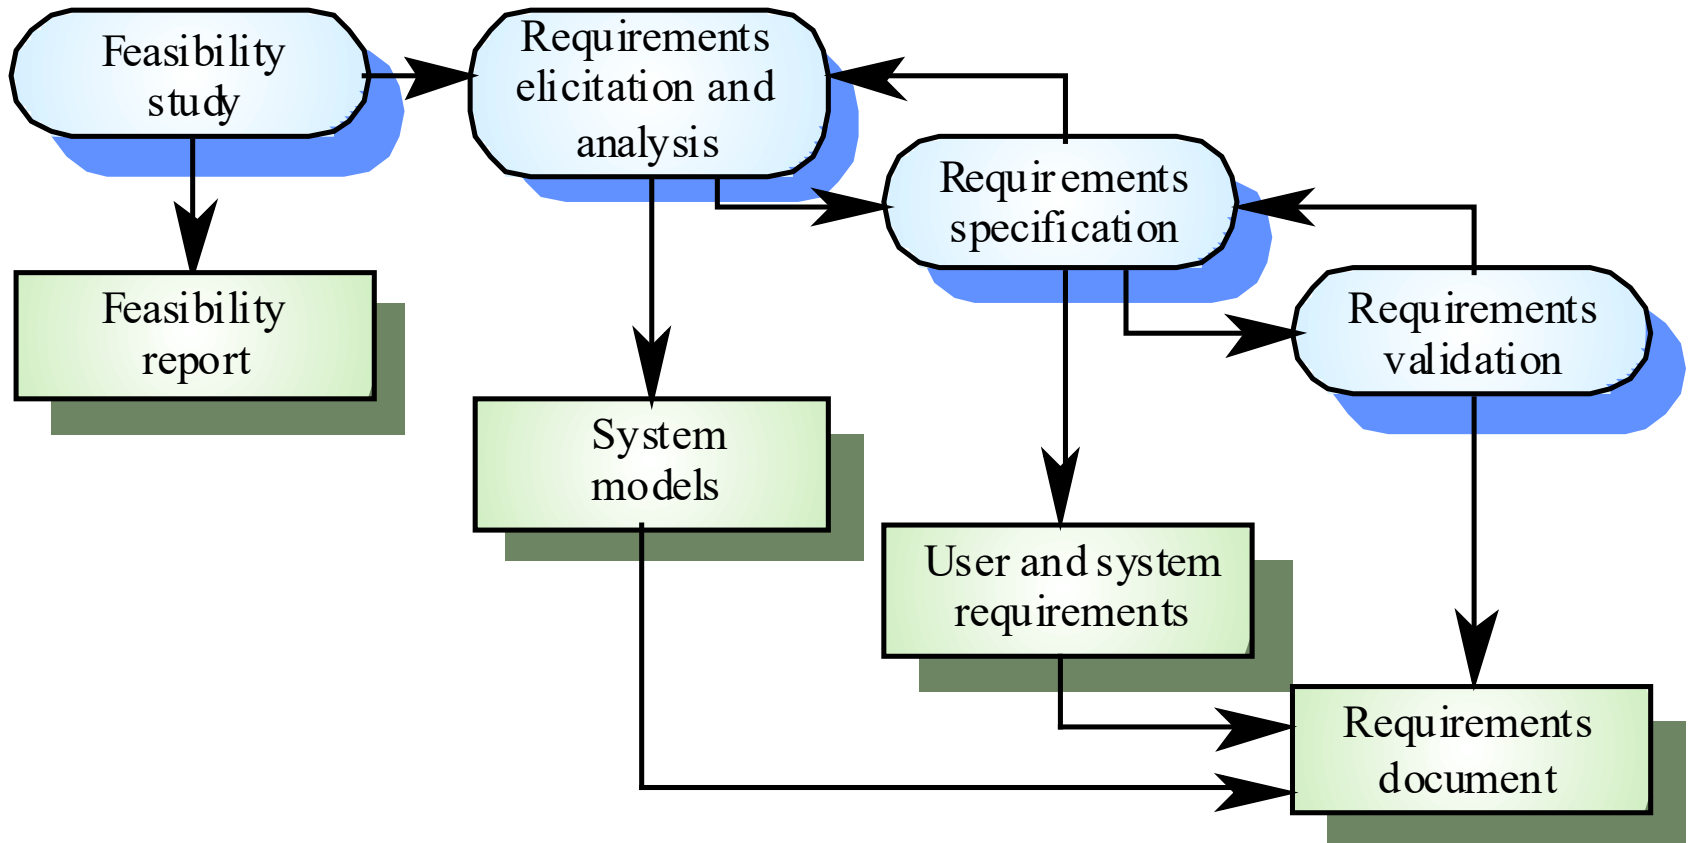 Feasibility
study
Requirements
elicitation and
analysis
Requirements
specification
Requirements
validation
Feasibility
report
System
models
User and system
requirements
Requirements
document